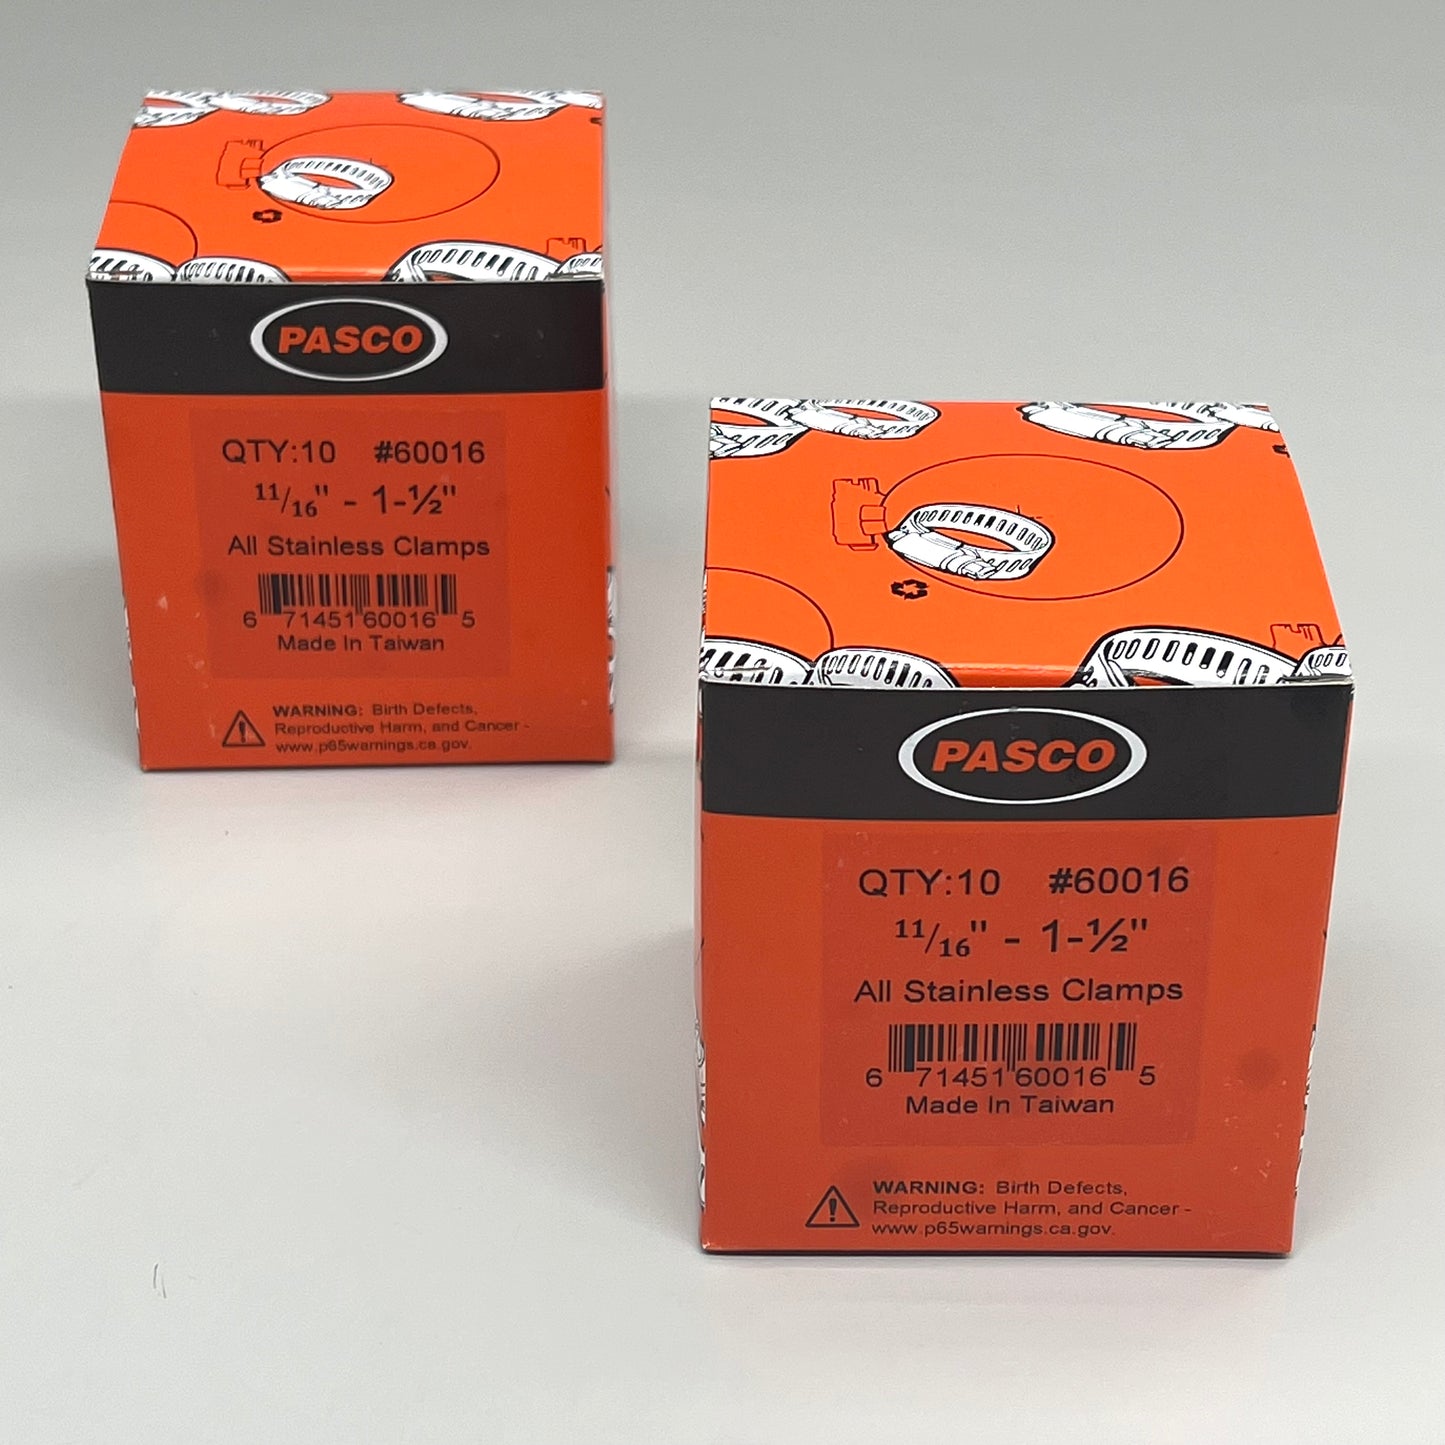 PASCO
QTY:10 #60016
11/16" - 1-½"
All Stainless Clamps
6 71451 60016 5
Made In Taiwan
WARNING: Birth Defects,
Reproductive Harm, and Cancer -
www.p65warnings.ca.gov.
PASCO
QTY:10 #60016
11/16" - 1-½"
All Stainless Clamps
6 71451 60016 5
Made In Taiwan
WARNING: Birth Defects,
Reproductive Harm, and Cancer -
www.p65warnings.ca.gov.